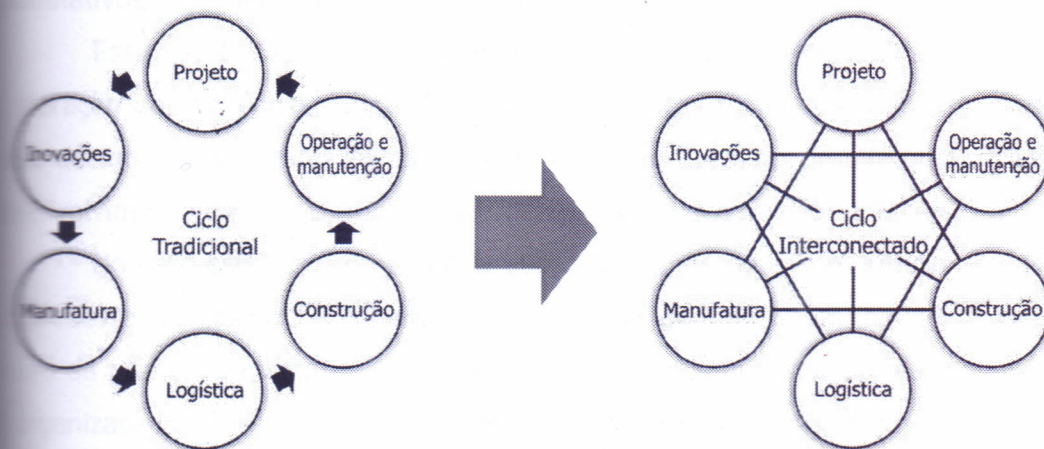 Projeto
Inovações
Operação e
manutenção
Ciclo
Tradicional
Manufatura
Construção
Logística
Projeto
Inovações
Operação e
manutenção
Ciclo
Interconectado
Manufatura
Construção
Logística